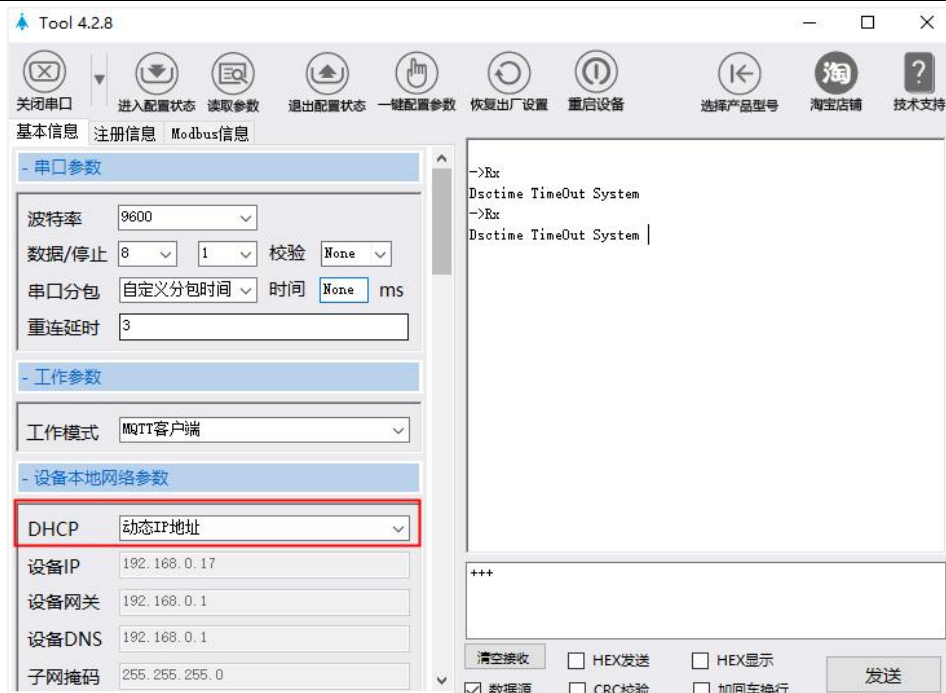 Tool 4.2.8
关闭串口 进入配置状态 读取参数 退出配置状态 一键配置参数 恢复出厂设置 重启设备 选择产品型号 淘 淘宝店铺 ? 技术支持
基本信息 注册信息 Modbus信息
- 串口参数
波特率 9600
数据/停止 8 1 校验 None
串口分包 自定义分包时间 时间 None ms
重连延时 3
- 工作参数
工作模式 MQTT客户端
- 设备本地网络参数
DHCP 动态IP地址
设备IP 192.168.0.17
设备网关 192.168.0.1
设备DNS 192.168.0.1
子网掩码 255.255.255.0
->Rx
Dsctime TimeOut System
->Rx
Dsctime TimeOut System
+++
清空接收 HEX发送 HEX显示
数据源 CRC校验 加回车换行
发送